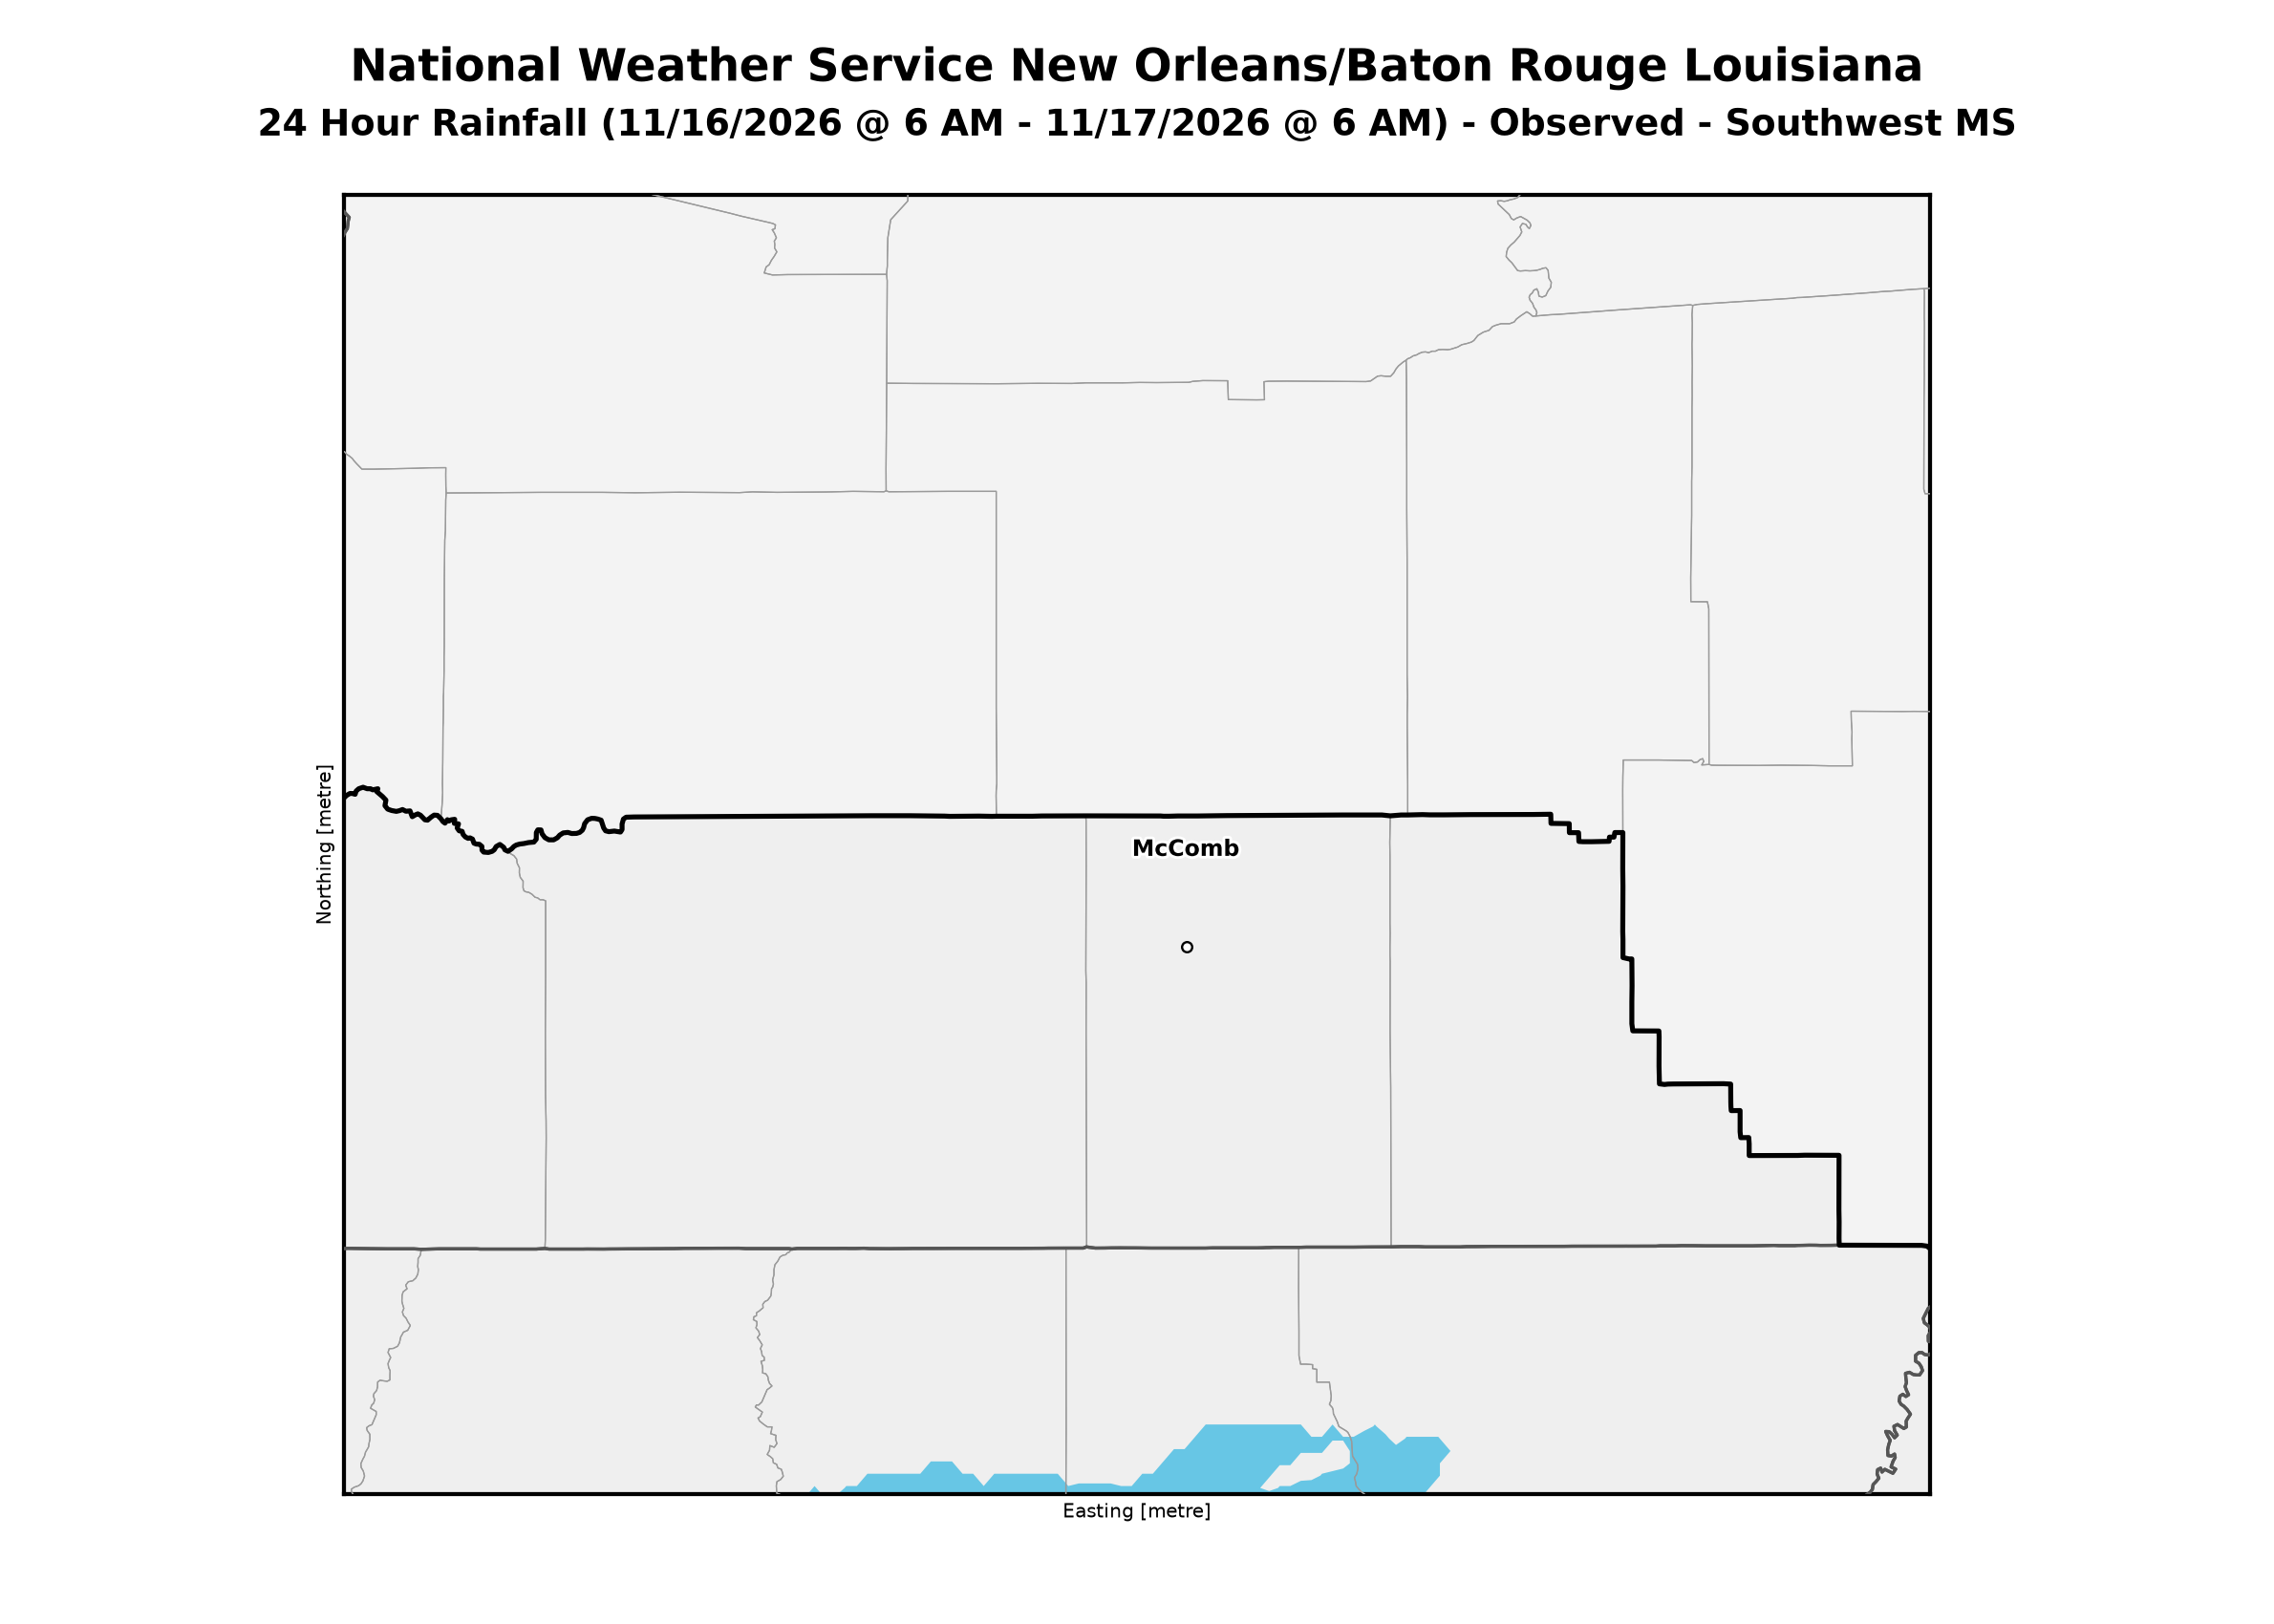 National Weather Service New Orleans/Baton Rouge Louisiana
24 Hour Rainfall (11/16/2026 @ 6 AM - 11/17/2026 @ 6 AM) - Observed - Southwest MS
McComb
Northing [metre]
Easting [metre]